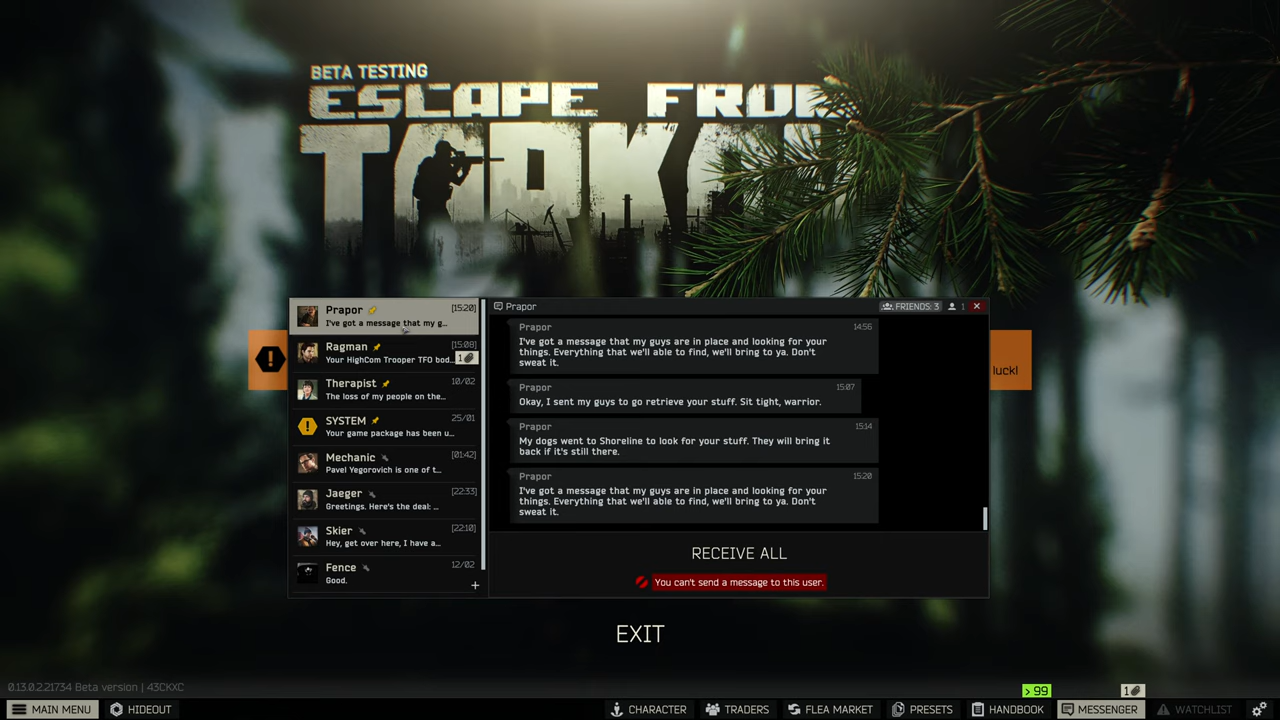 BETA TESTING
ESCAPE FROM
TARKOV
Prapor
[15:20]
I've got a message that my g...
Ragman
[15:08]
Your HighCom Trooper TFO bod...
1
Therapist
10/02
The loss of my people on the...
SYSTEM
25/01
Your game package has been u...
Mechanic
[01:42]
Pavel Yegorovich is one of t...
Jaeger
[22:33]
Greetings. Here's the deal: ...
Skier
[22:10]
Hey, get over here, I have a...
Fence
12/02
Good.
+
Prapor
FRIENDS: 3
1
Prapor
14:56
I've got a message that my guys are in place and looking for your
things. Everything that we'll able to find, we'll bring to ya. Don't
sweat it.
Prapor
15:07
Okay, I sent my guys to go retrieve your stuff. Sit tight, warrior.
Prapor
15:14
My dogs went to Shoreline to look for your stuff. They will bring it
back if it's still there.
Prapor
15:20
I've got a message that my guys are in place and looking for your
things. Everything that we'll able to find, we'll bring to ya. Don't
sweat it.
RECEIVE ALL
You can't send a message to this user.
luck!
EXIT
0.13.0.2.21734 Beta version | 43CKXC
> 99
1
MAIN MENU
HIDEOUT
CHARACTER
TRADERS
FLEA MARKET
PRESETS
HANDBOOK
MESSENGER
WATCHLIST